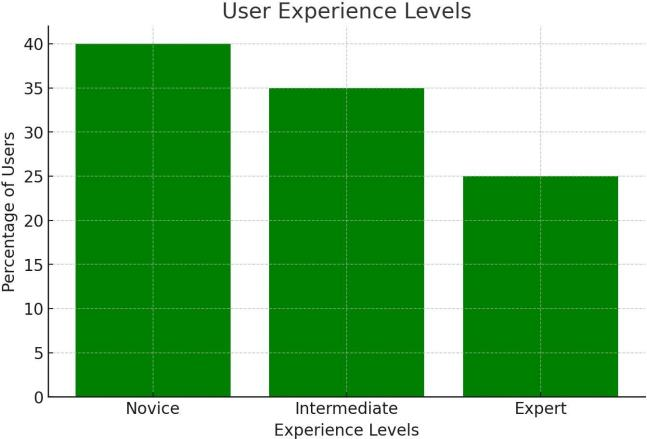 User Experience Levels
Percentage of Users
40
35
30
25
20
15
10
5
0
Novice
Intermediate
Expert
Experience Levels